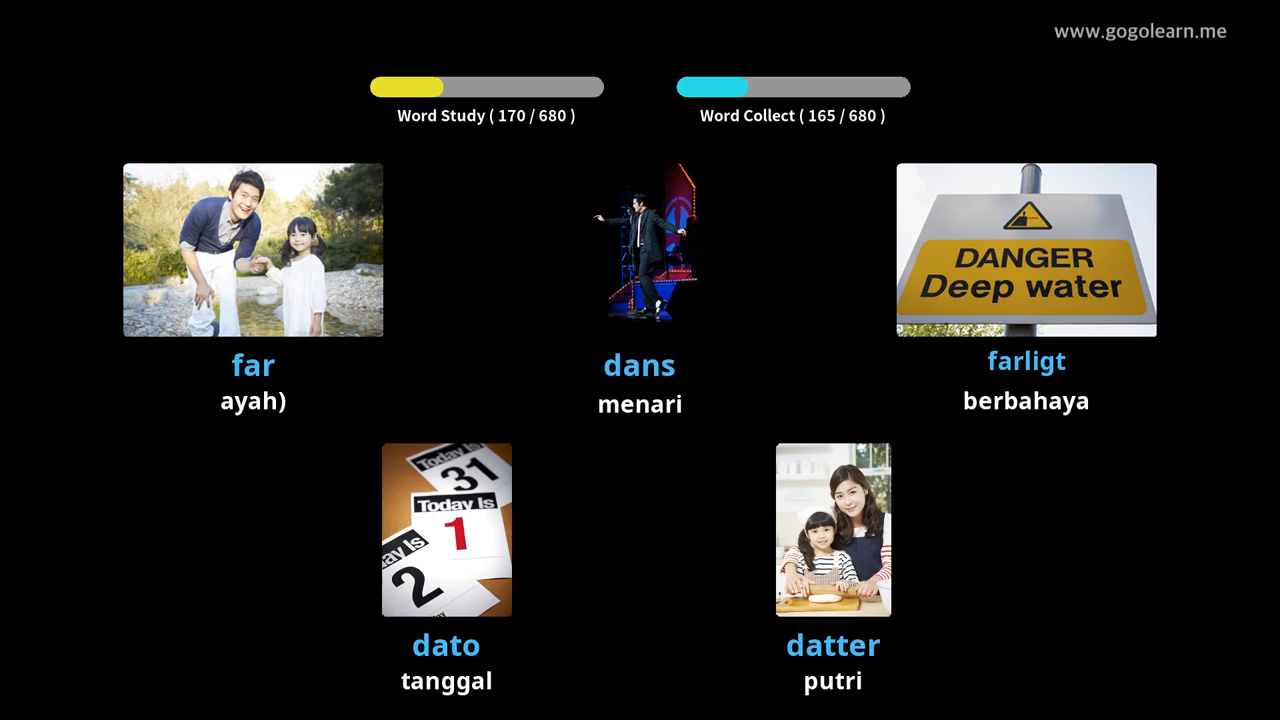 www.gogolearn.me
Word Study ( 170 / 680 )
Word Collect ( 165 / 680 )
DANGER
Deep water
far
ayah)
dans
menari
farligt
berbahaya
Today Is
31
Today Is
1
ay Is
2
dato
tanggal
datter
putri